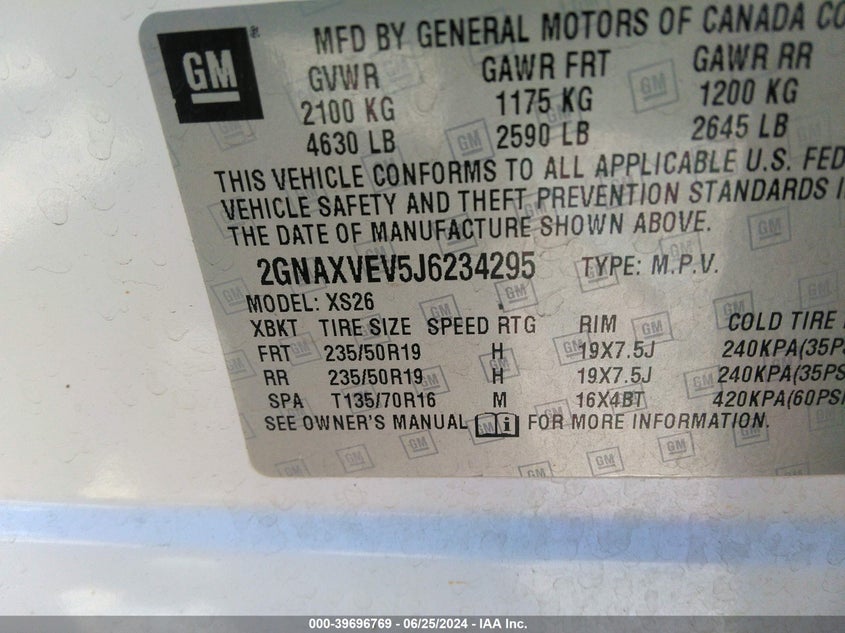 GM
MFD BY GENERAL MOTORS OF CANADA CO
GVWR GAWR FRT GAWR RR
2100 KG 1175 KG 1200 KG
4630 LB 2590 LB 2645 LB
THIS VEHICLE CONFORMS TO ALL APPLICABLE U.S. FED
VEHICLE SAFETY AND THEFT PREVENTION STANDARDS I
THE DATE OF MANUFACTURE SHOWN ABOVE.
2GNAXVEV5J6234295 TYPE: M.P.V.
MODEL: XS26
XBKT TIRE SIZE SPEED RTG RIM COLD TIRE
FRT 235/50R19 H 19X7.5J 240KPA(35PS
RR 235/50R19 H 19X7.5J 240KPA(35PS
SPA T135/70R16 M 16X4BT 420KPA(60PSI
SEE OWNER'S MANUAL i FOR MORE INFORMATION.
000-39696769 - 06/25/2024 - IAA Inc.